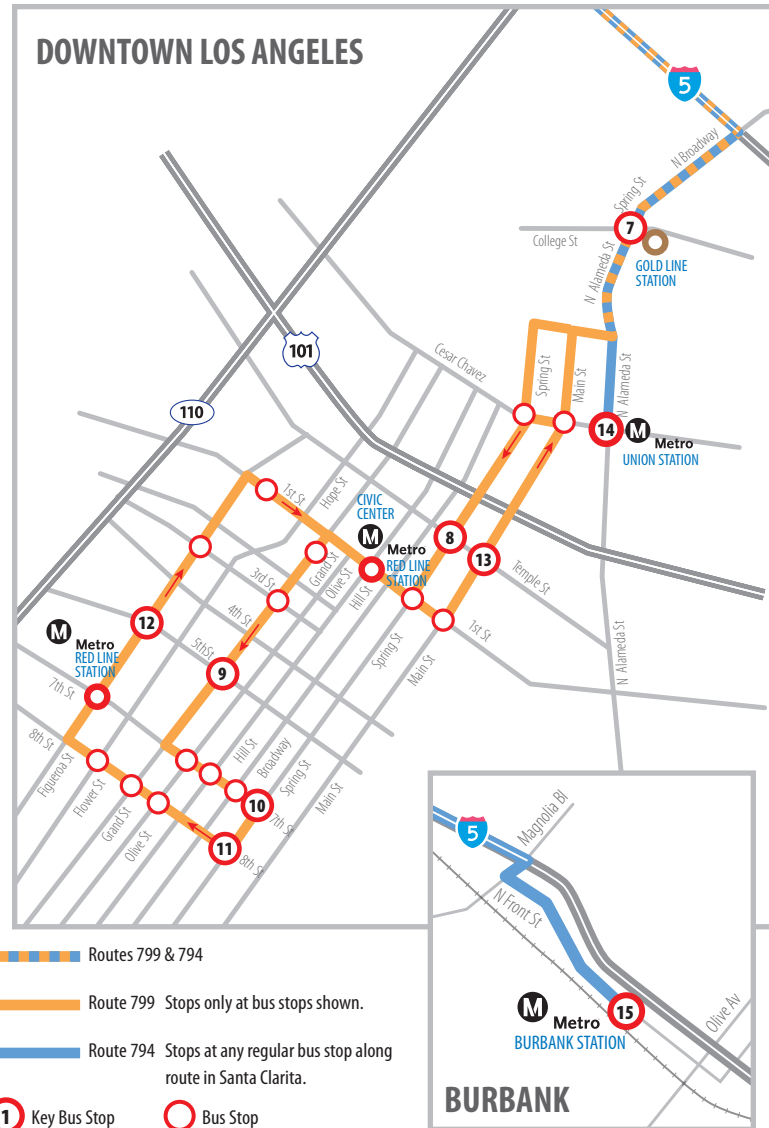 DOWNTOWN LOS ANGELES
5
N Broadway
Spring St
7
College St
GOLD LINE
STATION
N Alameda St
Cesar Chavez
Spring St
Main St
N Alameda St
101
110
14
M Metro
UNION STATION
1st St
Hope St
CIVIC
CENTER
M
Metro
RED LINE
STATION
8
13
Temple St
Grand St
Olive St
Hill St
3rd St
4th St
5thSt
12
M Metro
RED LINE
STATION
7th St
9
Spring St
Main St
1st St
N Alameda St
8th St
Figueroa St
Flower St
Grand St
Olive St
Hill St
Broadway
Spring St
Main St
10
7th St
11
8th St
5
Magnolia Bl
N Front St
15
M Metro
BURBANK STATION
Olive Av
BURBANK
Routes 799 & 794
Route 799 Stops only at bus stops shown.
Route 794 Stops at any regular bus stop along
route in Santa Clarita.
1 Key Bus Stop
Bus Stop